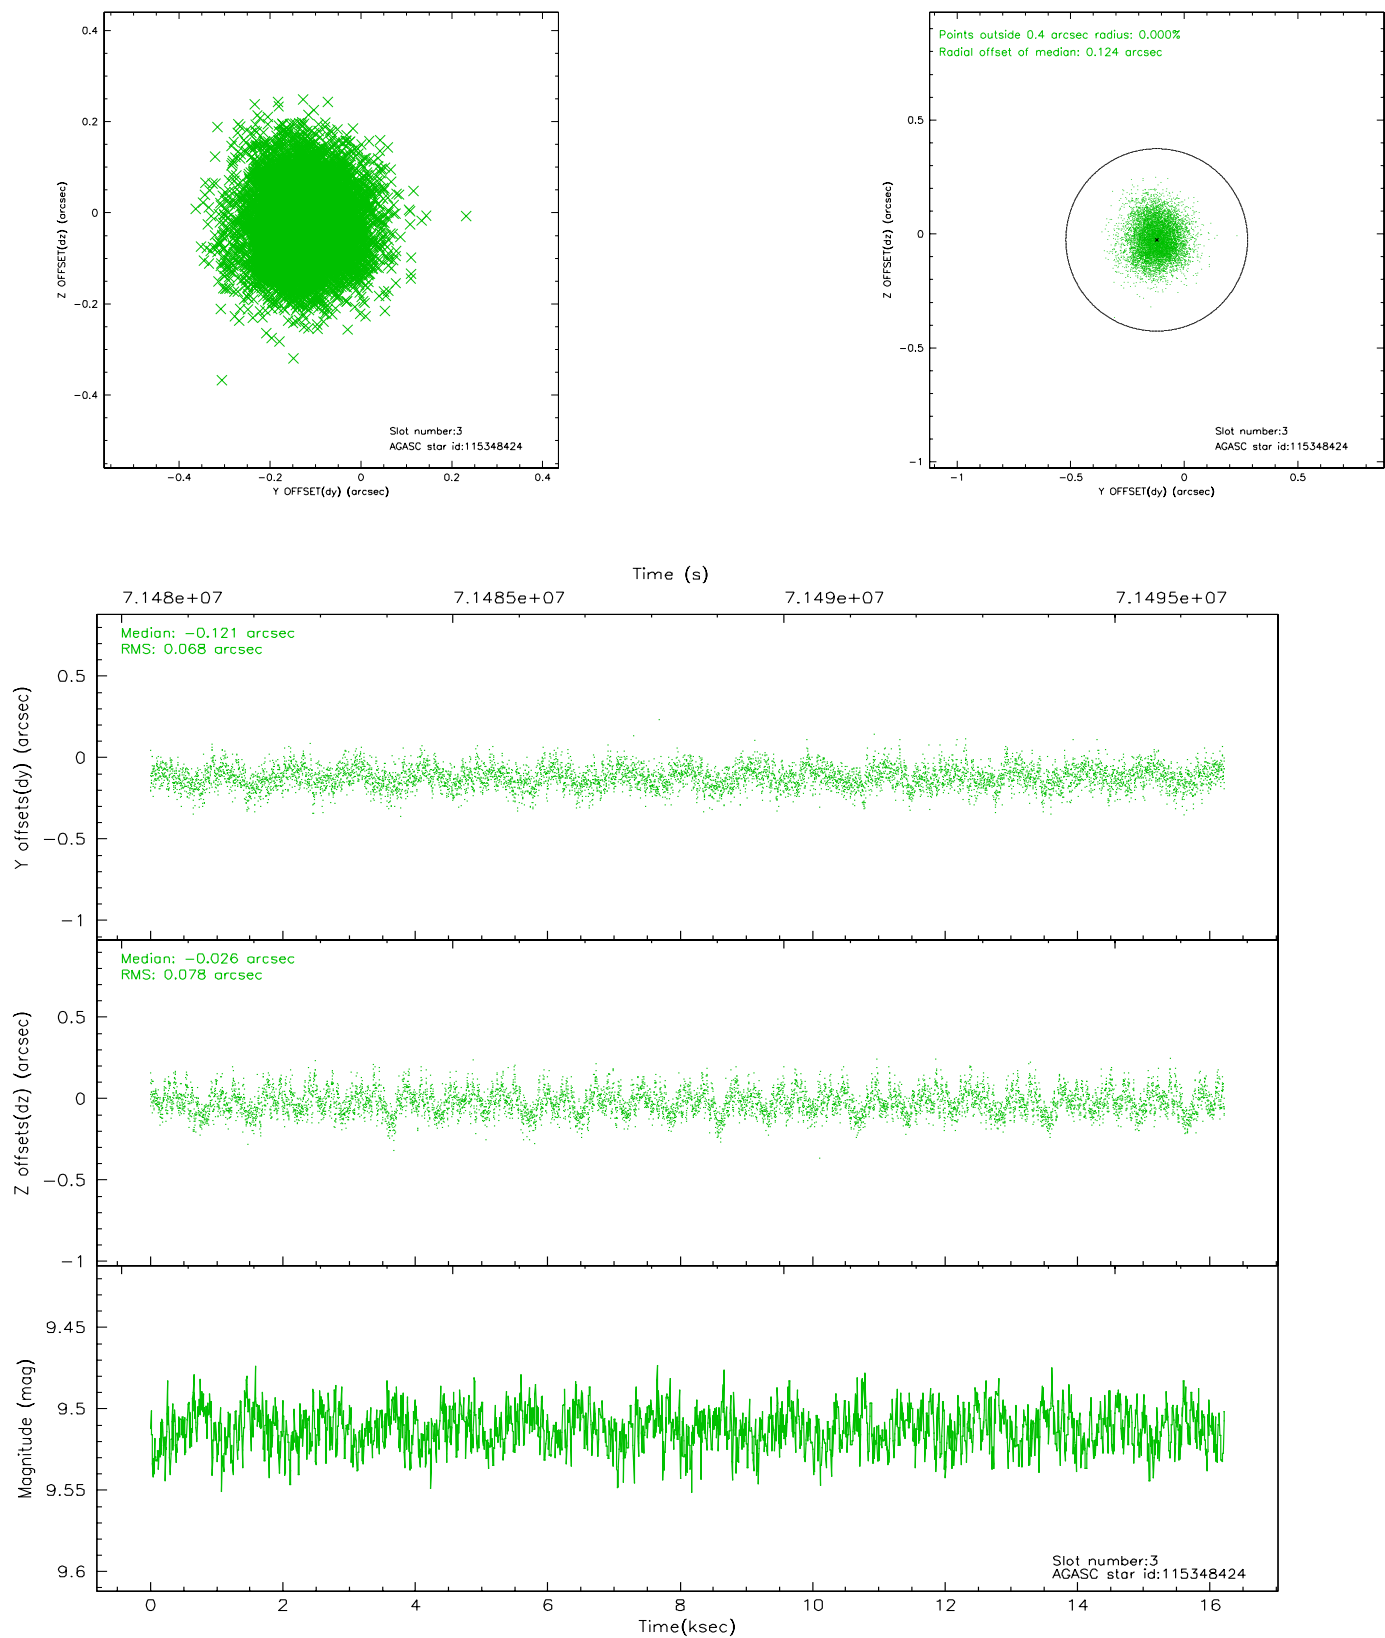 0.4
0.2
0
−0.2
−0.4
Z OFFSET(dz) (arcsec)
Slot number:3
AGASC star id:115348424
−0.4 −0.2 0 0.2 0.4
Y OFFSET(dy) (arcsec)
Points outside 0.4 arcsec radius: 0.000%
Radial offset of median: 0.124 arcsec
0.5
0
−0.5
−1
Z OFFSET(dz) (arcsec)
Slot number:3
AGASC star id:115348424
−1 −0.5 0 0.5
Y OFFSET(dy) (arcsec)
Time (s)
7.148e+07 7.1485e+07 7.149e+07 7.1495e+07
Median: −0.121 arcsec
RMS: 0.068 arcsec
0.5
0
−0.5
−1
Y offsets(dy) (arcsec)
Median: −0.026 arcsec
RMS: 0.078 arcsec
0.5
0
−0.5
−1
Z offsets(dz) (arcsec)
9.45
9.5
9.55
9.6
Magnitude (mag)
Slot number:3
AGASC star id:115348424
0 2 4 6 8 10 12 14 16
Time(ksec)